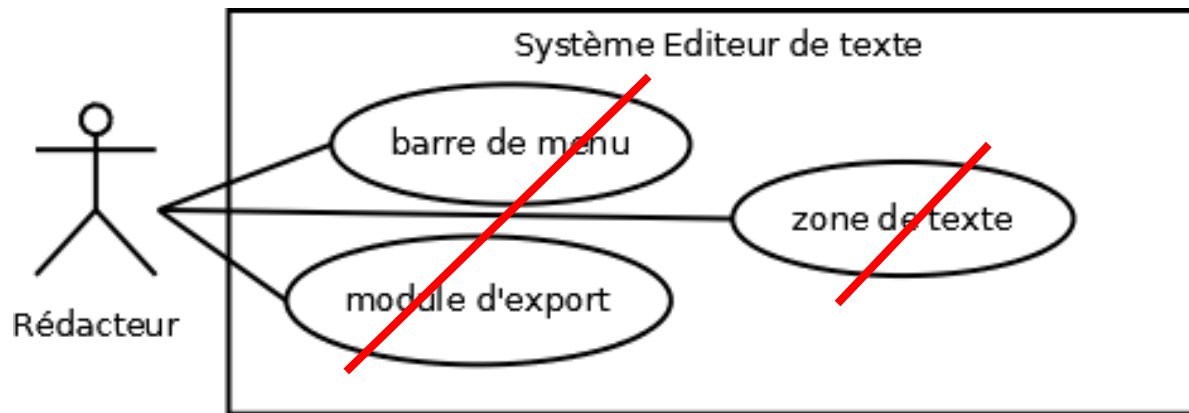 Système Editeur de texte
barre de menu
zone de texte
module d'export
Rédacteur